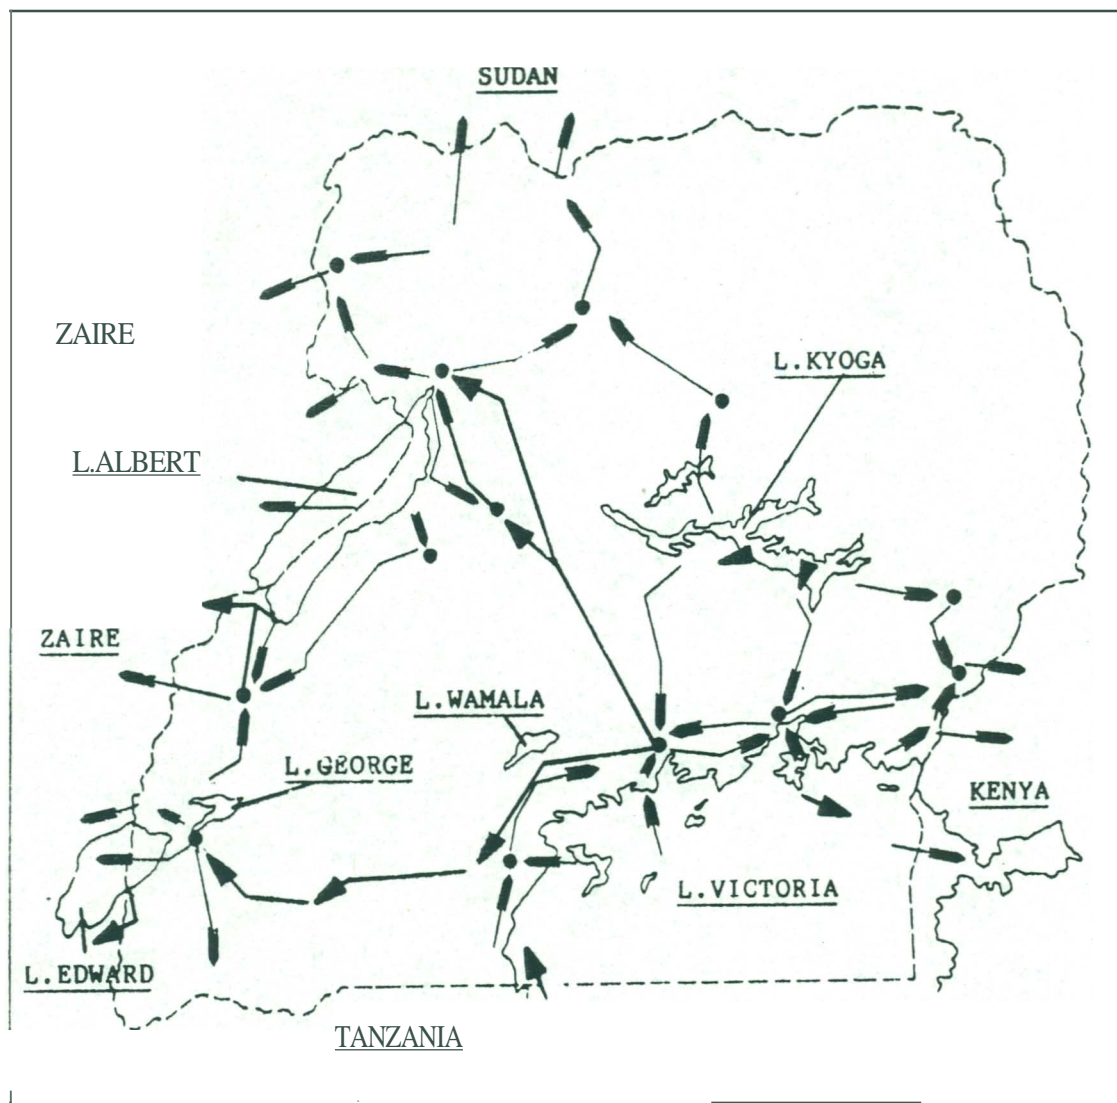 SUDAN
ZAIRE
L.KYOGA
L.ALBERT
ZAIRE
L.WAMALA
L.GEORGE
KENYA
L.VICTORIA
L.EDWARD
TANZANIA